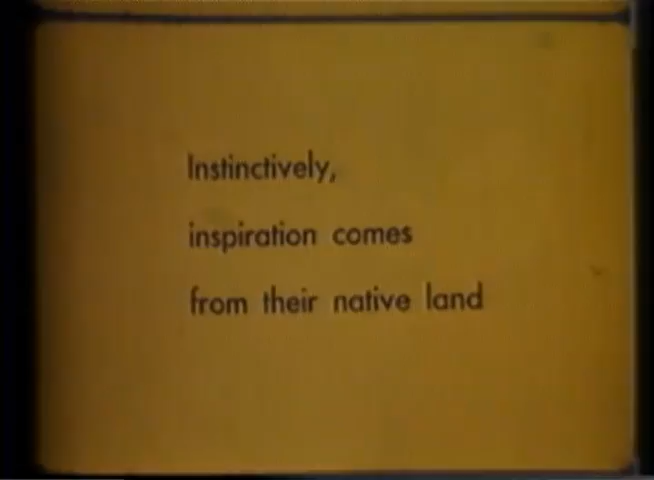 Instinctively,
inspiration comes
from their native land